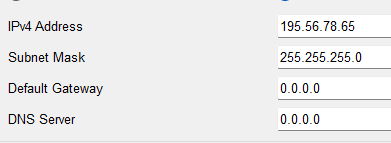 IPv4 Address 195.56.78.65
Subnet Mask 255.255.255.0
Default Gateway 0.0.0.0
DNS Server 0.0.0.0